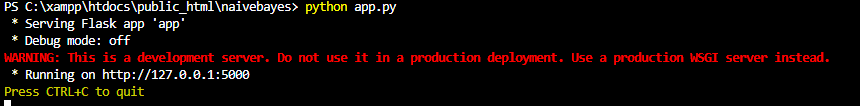 PS C:\xampp\htdocs\public_html\naivebayes> python app.py
 * Serving Flask app 'app'
 * Debug mode: off
WARNING: This is a development server. Do not use it in a production deployment. Use a production WSGI server instead.
 * Running on http://127.0.0.1:5000
Press CTRL+C to quit